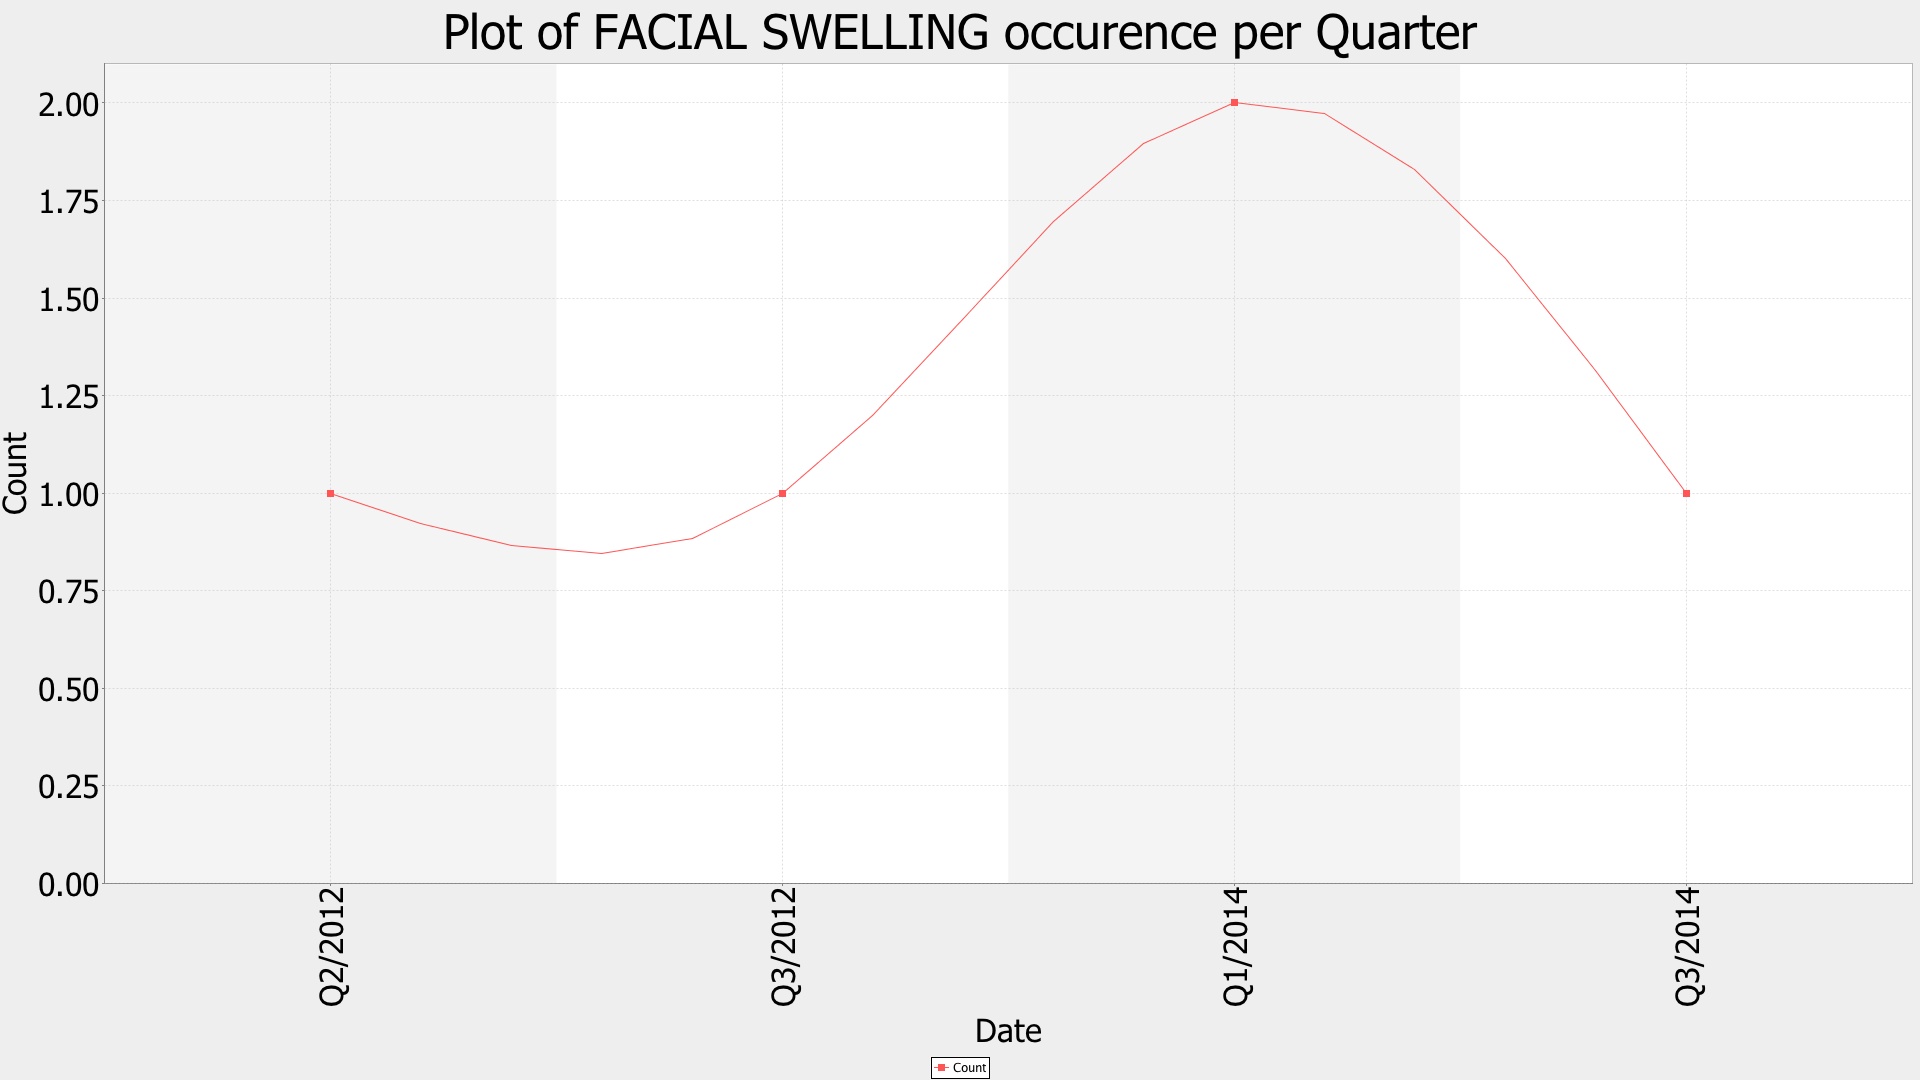 Plot of FACIAL SWELLING occurence per Quarter
2.00
1.75
1.50
1.25
1.00
0.75
0.50
0.25
0.00
Count
Q2/2012
Q3/2012
Q1/2014
Q3/2014
Date
Count